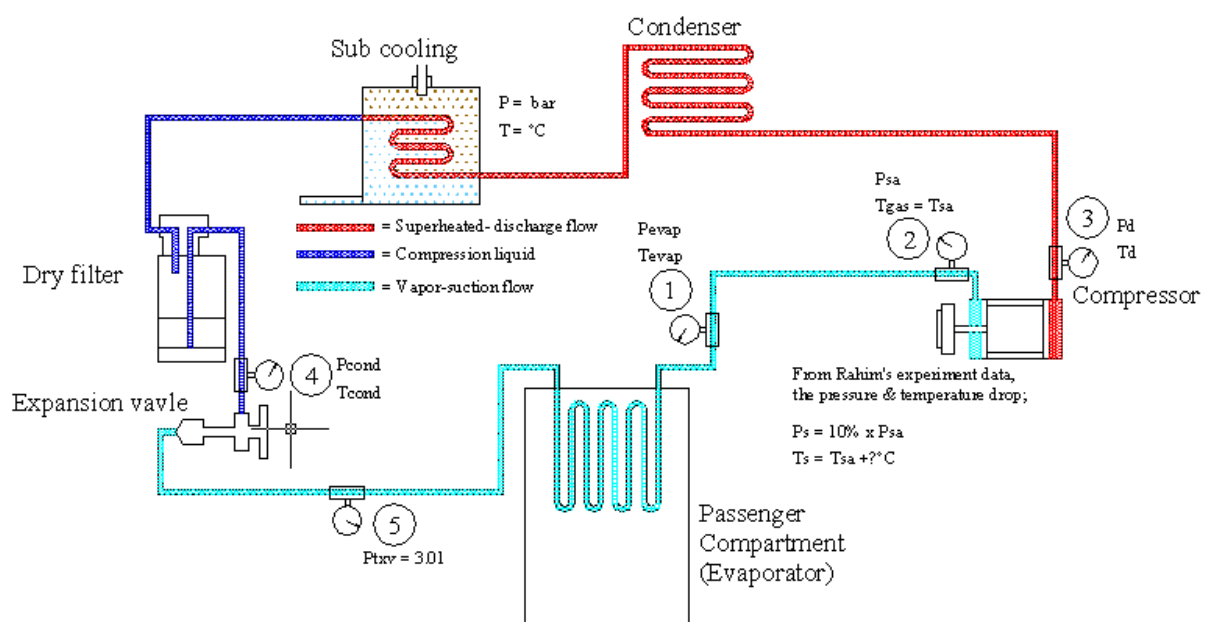 Condenser
Sub cooling
P = bar
T = °C
Psa
Tgas = Tsa
2
3
Pd
Td
= Superheated- discharge flow
= Compression liquid
= Vapor-suction flow
Pevap
Tevap
1
Dry filter
Compressor
4
Pcond
Tcond
From Rahim's experiment data,
the pressure & temperature drop;
Expansion vavle
Ps = 10% x Psa
Ts = Tsa +?°C
5
Ptxv = 3.01
Passenger
Compartment
(Evaporator)